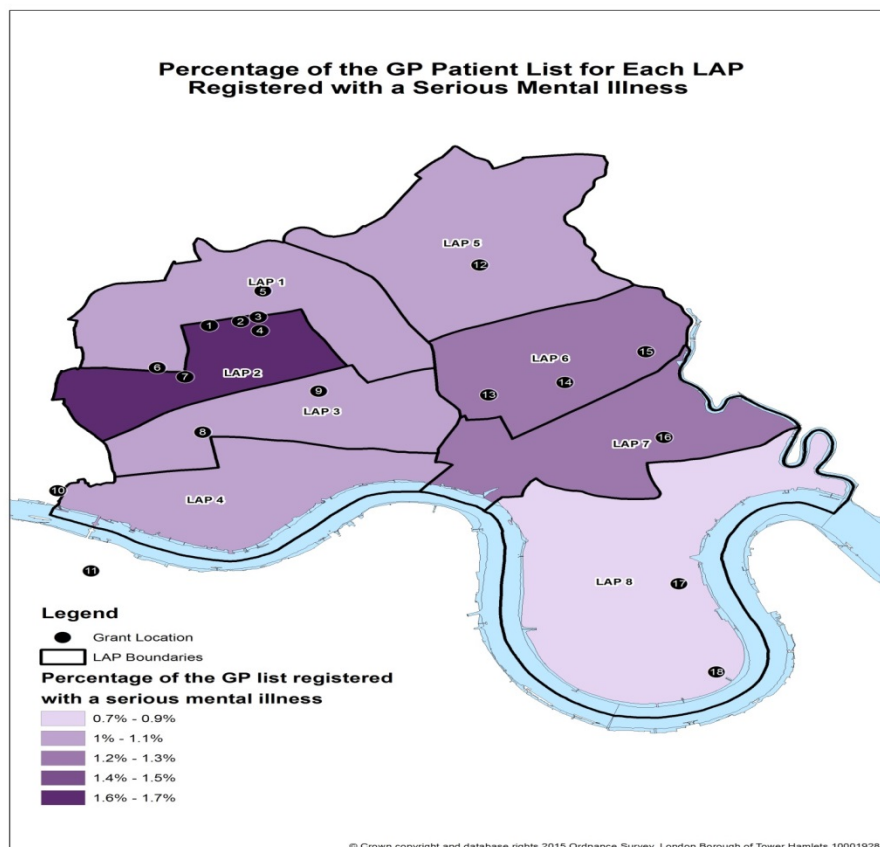 Percentage of the GP Patient List for Each LAP
Registered with a Serious Mental Illness
LAP 5
12
LAP 1
5
3
2
1
4
15
LAP 6
6
LAP 2
7
14
9
13
LAP 3
8
16
LAP 7
10
LAP 4
11
LAP 8
17
18
Legend
Grant Location
LAP Boundaries
Percentage of the GP list registered
with a serious mental illness
0.7% - 0.9%
1% - 1.1%
1.2% - 1.3%
1.4% - 1.5%
1.6% - 1.7%
© Crown copyright and database rights 2015 Ordnance Survey, London Borough of Tower Hamlets 10001928